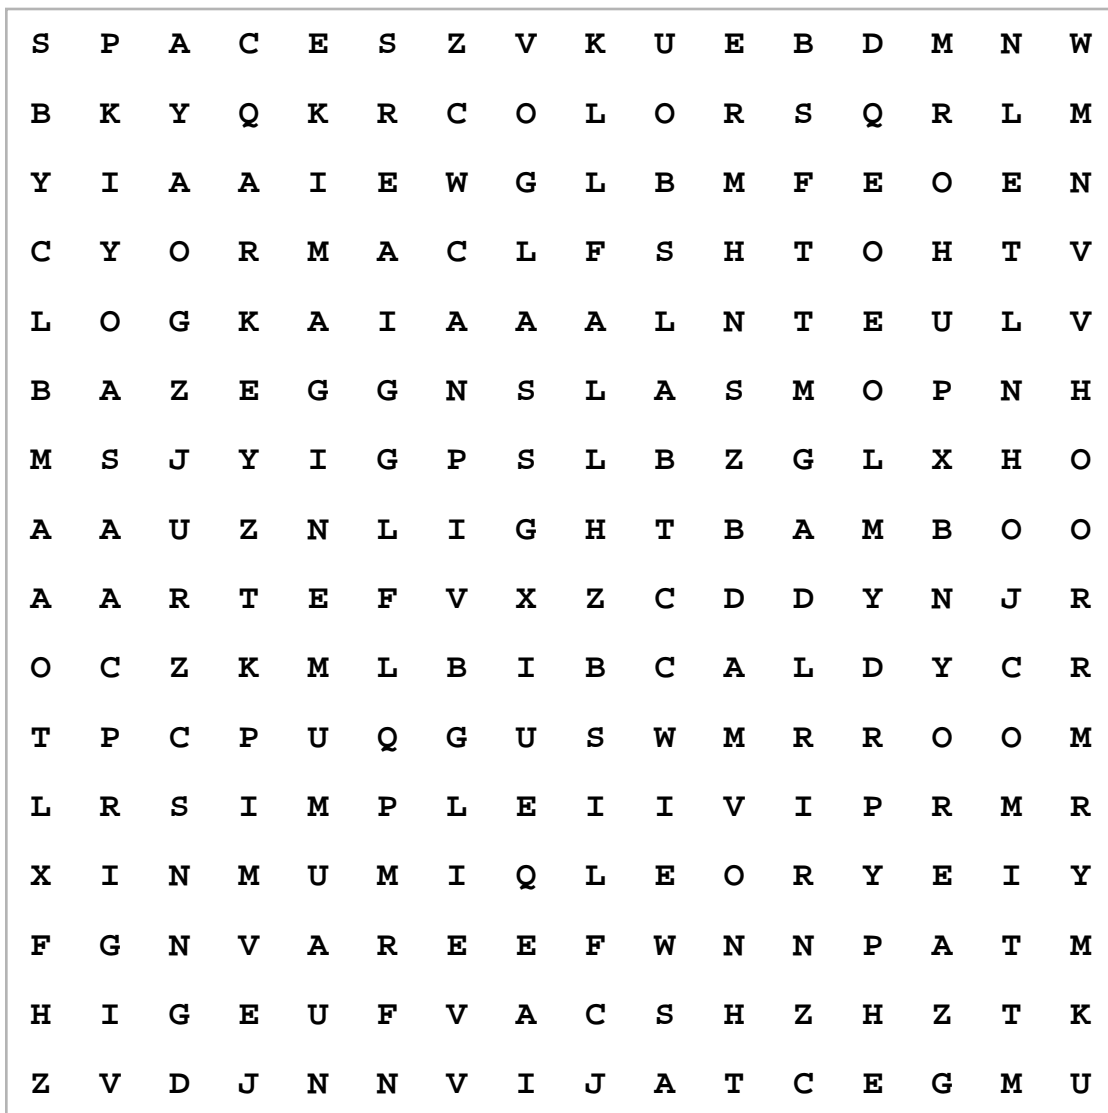 S P A C E S Z V K U E B D M N W
B K Y Q K R C O L O R S Q R L M
Y I A A I E W G L B M F E O E N
C Y O R M A C L F S H T O H T V
L O G K A I A A A L N T E U L V
B A Z E G G N S L A S M O P N H
M S J Y I G P S L B Z G L X H O
A A U Z N L I G H T B A M B O O
A A R T E F V X Z C D D Y N J R
O C Z K M L B I B C A L D Y C R
T P C P U Q G U S W M R R O O M
L R S I M P L E I I V I P R M R
X I N M U M I Q L E O R Y E I Y
F G N V A R E E F W N N P A T M
H I G E U F V A C S H Z H Z T K
Z V D J N N V I J A T C E G M U